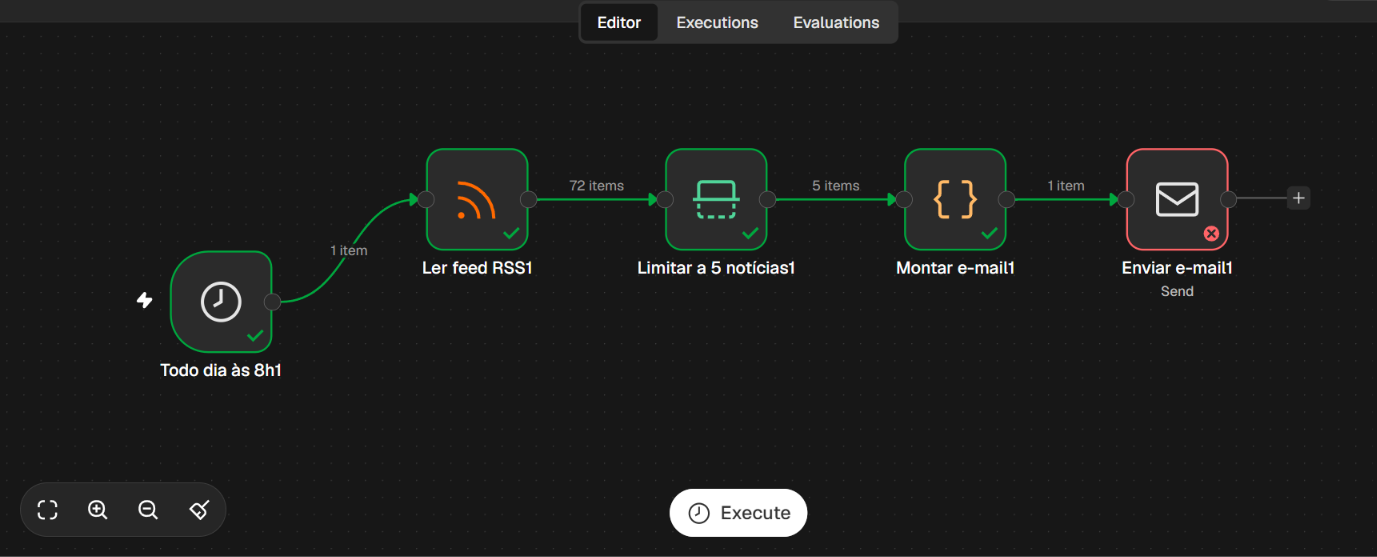 Editor
Executions
Evaluations
1 item
72 items
5 items
1 item
Ler feed RSS1
Limitar a 5 notícias1
Montar e-mail1
Enviar e-mail1
Send
Todo dia às 8h1
Execute